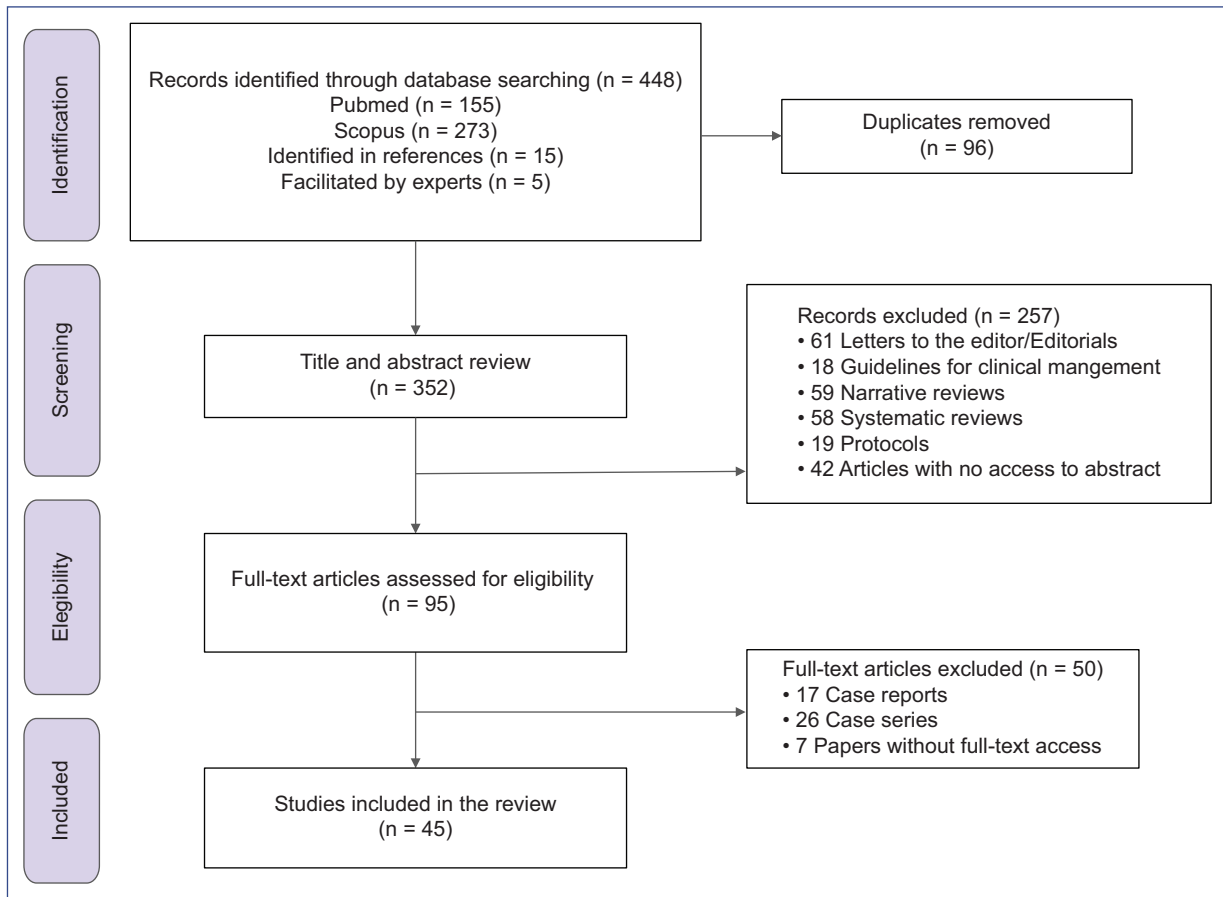 Identification
Records identified through database searching (n = 448)
Pubmed (n = 155)
Scopus (n = 273)
Identified in references (n = 15)
Facilitated by experts (n = 5)
Duplicates removed
(n = 96)
Screening
Title and abstract review
(n = 352)
Records excluded (n = 257)
• 61 Letters to the editor/Editorials
• 18 Guidelines for clinical mangement
• 59 Narrative reviews
• 58 Systematic reviews
• 19 Protocols
• 42 Articles with no access to abstract
Elegibility
Full-text articles assessed for eligibility
(n = 95)
Full-text articles excluded (n = 50)
• 17 Case reports
• 26 Case series
• 7 Papers without full-text access
Included
Studies included in the review
(n = 45)